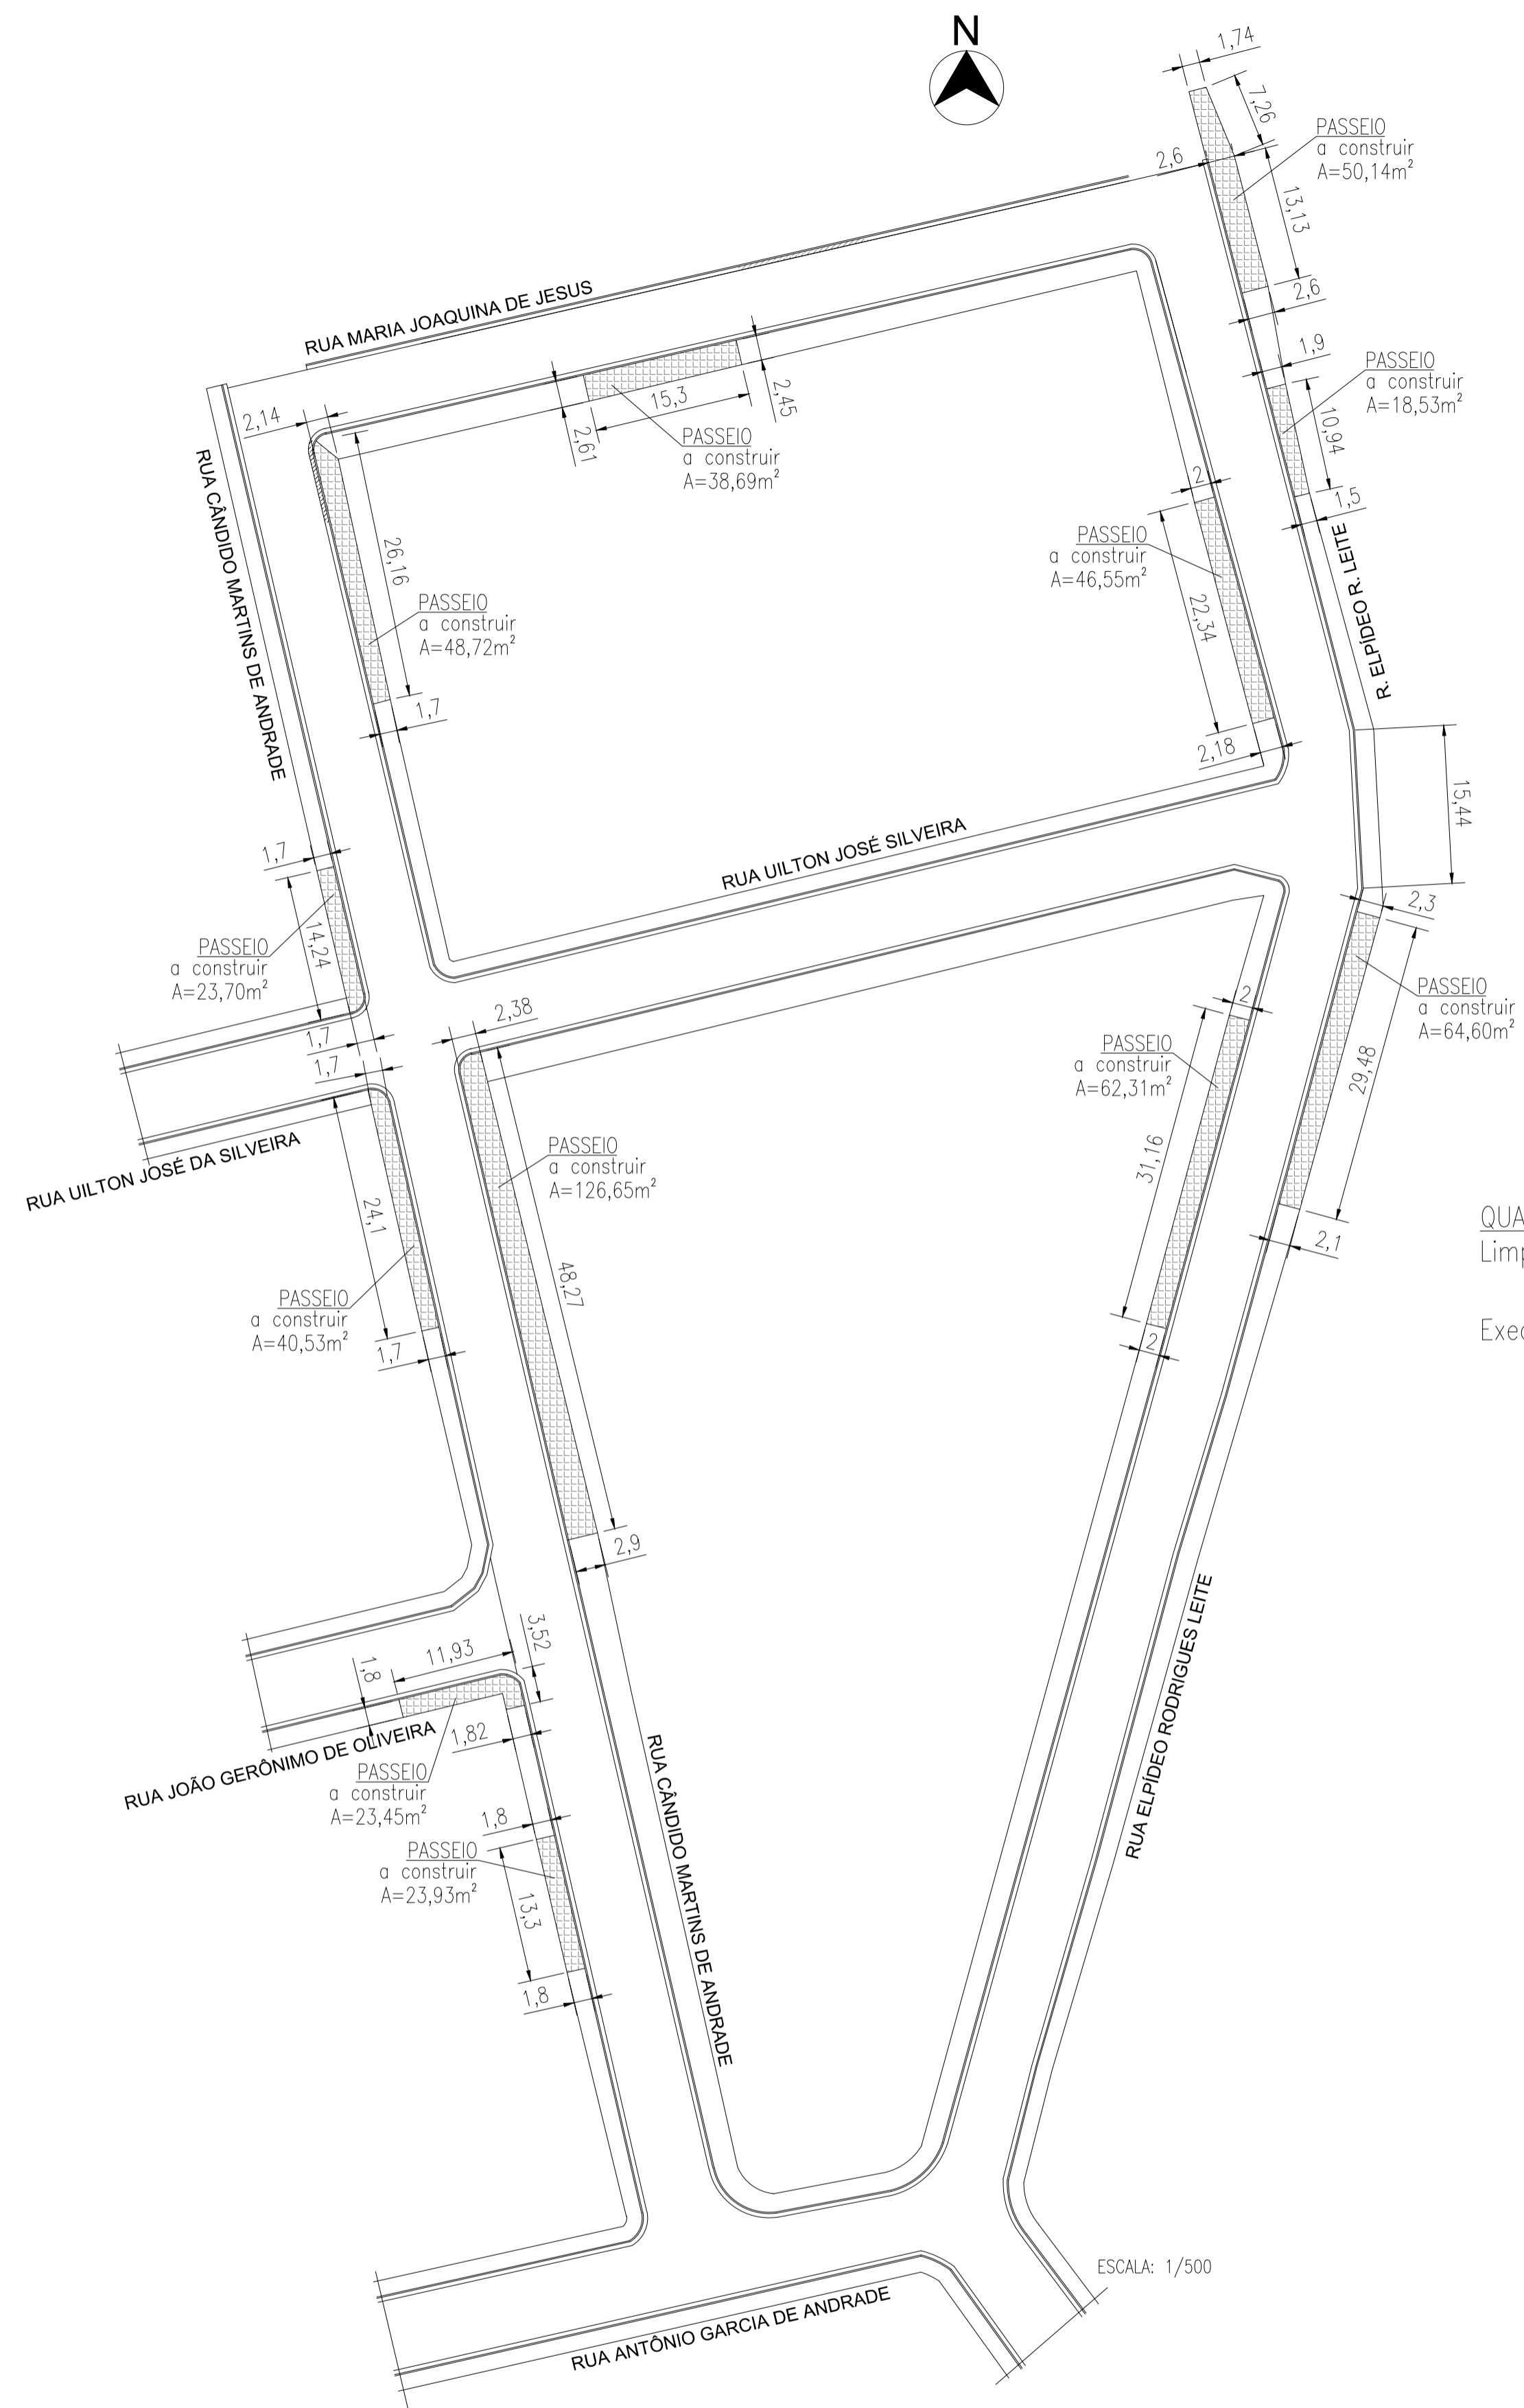 N
1,74
7,26
PASSEIO
a construir
A=50,14m²
2,6
13,13
2,6
RUA MARIA JOAQUINA DE JESUS
1,9
PASSEIO
a construir
A=18,53m²
2,45
15,3
2,61
10,94
2,14
PASSEIO
a construir
A=38,69m²
RUA CÂNDIDO MARTINS DE ANDRADE
2
1,5
R. ELPÍDEO R. LEITE
PASSEIO
a construir
A=46,55m²
26,16
22,34
PASSEIO
a construir
A=48,72m²
1,7
2,18
15,44
RUA UILTON JOSÉ SILVEIRA
1,7
2,3
14,24
PASSEIO
a construir
A=23,70m²
PASSEIO
a construir
A=64,60m²
2
2,38
1,7
1,7
PASSEIO
a construir
A=62,31m²
29,48
RUA UILTON JOSÉ DA SILVEIRA
PASSEIO
a construir
A=126,65m²
31,16
24,1
QUA
Limp
2,1
48,27
PASSEIO
a construir
A=40,53m²
1,7
2
Exec
2,9
RUA ELPÍDEO RODRIGUES LEITE
3,52
11,93
1,8
1,82
RUA JOÃO GERÔNIMO DE OLIVEIRA
PASSEIO
a construir
A=23,45m²
RUA CÂNDIDO MARTINS DE ANDRADE
1,8
PASSEIO
a construir
A=23,93m²
13,3
1,8
ESCALA: 1/500
RUA ANTÔNIO GARCIA DE ANDRADE